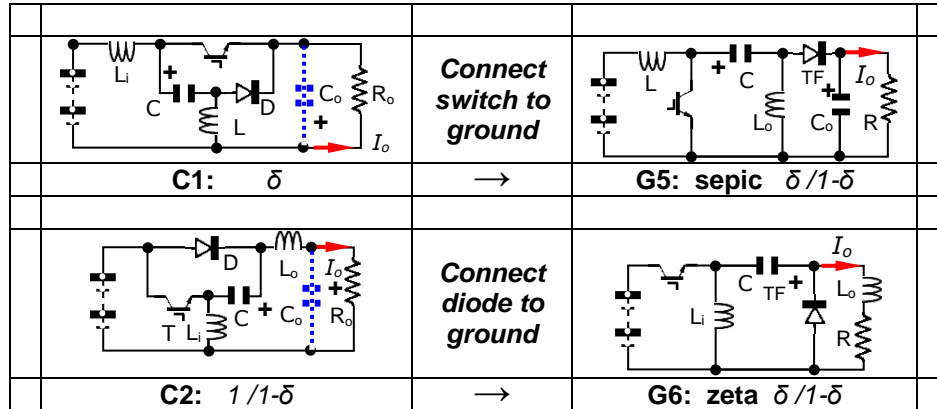 Lᵢ
+
C
D
L
Cₒ
+
Rₒ
Iₒ
Connect
switch to
ground
L
+
C
TF
Iₒ
+
Lₒ
Cₒ
R
C1: δ
→
G5: sepic δ /1-δ
D
Lₒ
Iₒ
+
T
Lᵢ
C
+
Cₒ
Rₒ
Connect
diode to
ground
Iₒ
C
TF
+
Lₒ
Lᵢ
R
C2: 1 /1-δ
→
G6: zeta δ /1-δ